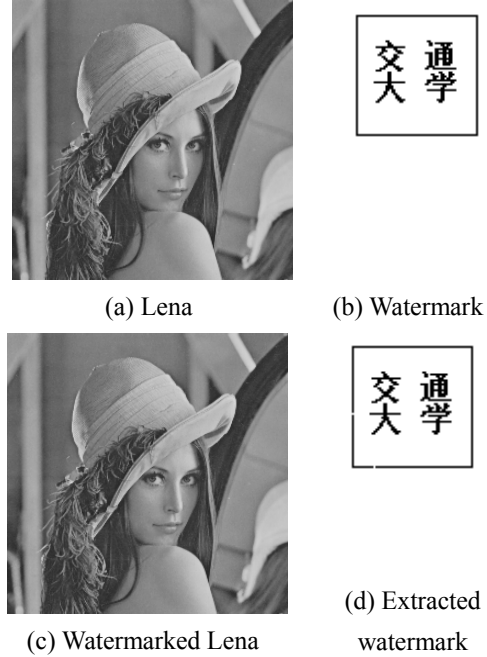 交通
大学
(a) Lena
(b) Watermark
交通
大学
(c) Watermarked Lena
(d) Extracted
watermark